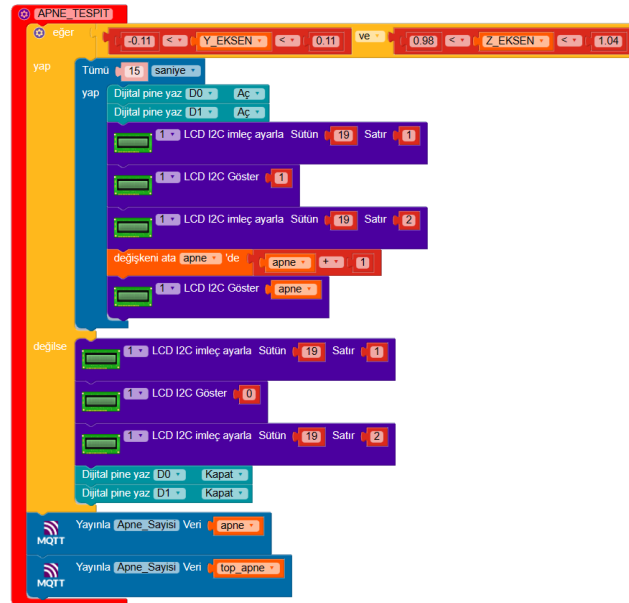 APNE_TESPIT
eğer -0.11 < Y_EKSEN < 0.11 ve 0.98 < Z_EKSEN < 1.04
yap Tümü 15 saniye
yap Dijital pine yaz D0 Aç
Dijital pine yaz D1 Aç
1 LCD I2C imleç ayarla Sütün 19 Satır 1
1 LCD I2C Göster 1
1 LCD I2C imleç ayarla Sütün 19 Satır 2
değişkeni ata apne 'de apne + 1
1 LCD I2C Göster apne
değilse 1 LCD I2C imleç ayarla Sütün 19 Satır 1
1 LCD I2C Göster 0
1 LCD I2C imleç ayarla Sütün 19 Satır 2
Dijital pine yaz D0 Kapat
Dijital pine yaz D1 Kapat
MQTT Yayınla Apne_Sayisi Veri apne
MQTT Yayınla Apne_Sayisi Veri top_apne